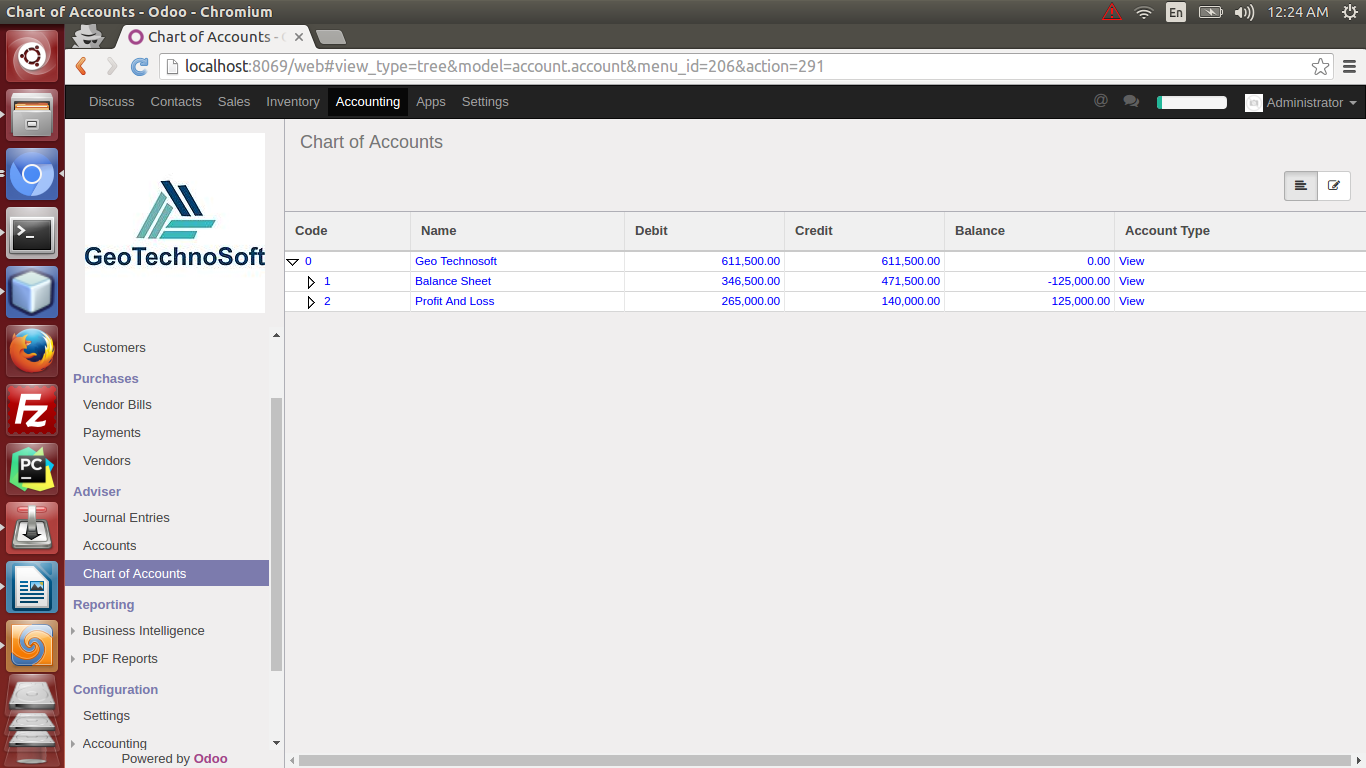 Chart of Accounts - Odoo - Chromium
En
12:24 AM
Chart of Accounts -
localhost:8069/web#view_type=tree&model=account.account&menu_id=206&action=291
Discuss Contacts Sales Inventory Accounting Apps Settings @ Administrator
GeoTechnoSoft
Chart of Accounts
Code Name Debit Credit Balance Account Type
0 Geo Technosoft 611,500.00 611,500.00 0.00 View
1 Balance Sheet 346,500.00 471,500.00 -125,000.00 View
2 Profit And Loss 265,000.00 140,000.00 125,000.00 View
Customers
Purchases
Vendor Bills
Payments
Vendors
Adviser
Journal Entries
Accounts
Chart of Accounts
Reporting
Business Intelligence
PDF Reports
Configuration
Settings
Accounting
Powered by Odoo
>_
Fz
PC